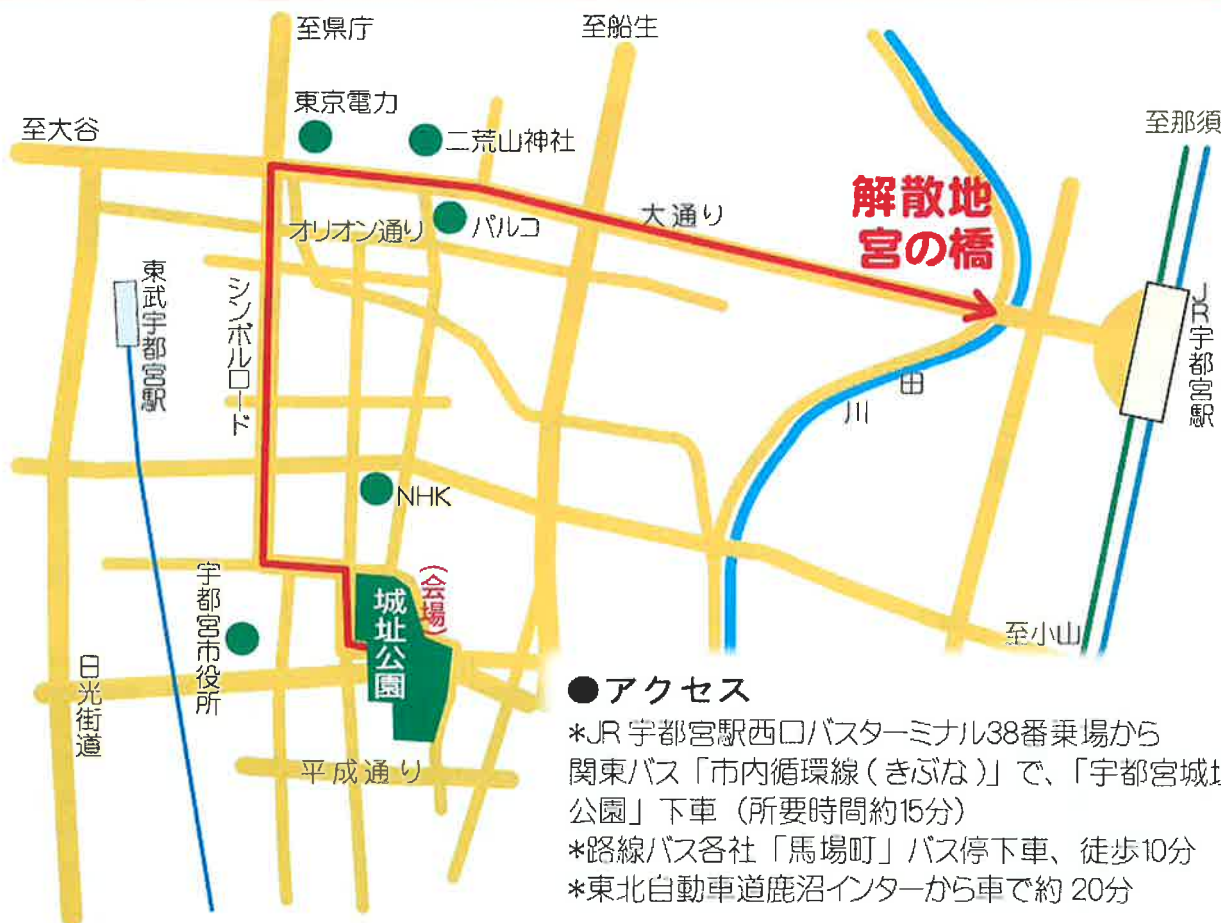 至県庁
至船生
東京電力
至大谷
二荒山神社
至那須
解散地
宮の橋
大通り
オリオン通り
パルコ
東武宇都宮駅
シンボルロード
JR宇都宮駅
田
川
NHK
(会場)
城址公園
宇都宮市役所
至小山
日光街道
平成通り
●アクセス
*JR宇都宮駅西口バスターミナル38番乗場から
関東バス「市内循環線(きぶな)」で、「宇都宮城址
公園」下車（所要時間約15分）
*路線バス各社「馬場町」バス停下車、徒歩10分
*東北自動車道鹿沼インターから車で約20分